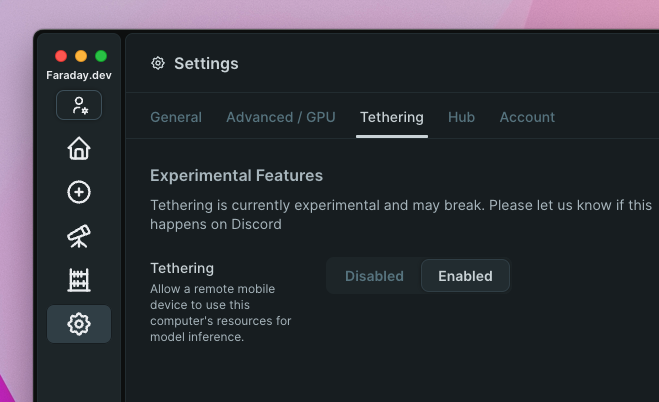 Faraday.dev
Settings
General
Advanced / GPU
Tethering
Hub
Account
Experimental Features
Tethering is currently experimental and may break. Please let us know if this
happens on Discord
Tethering
Allow a remote mobile
device to use this
computer's resources for
model inference.
Disabled
Enabled